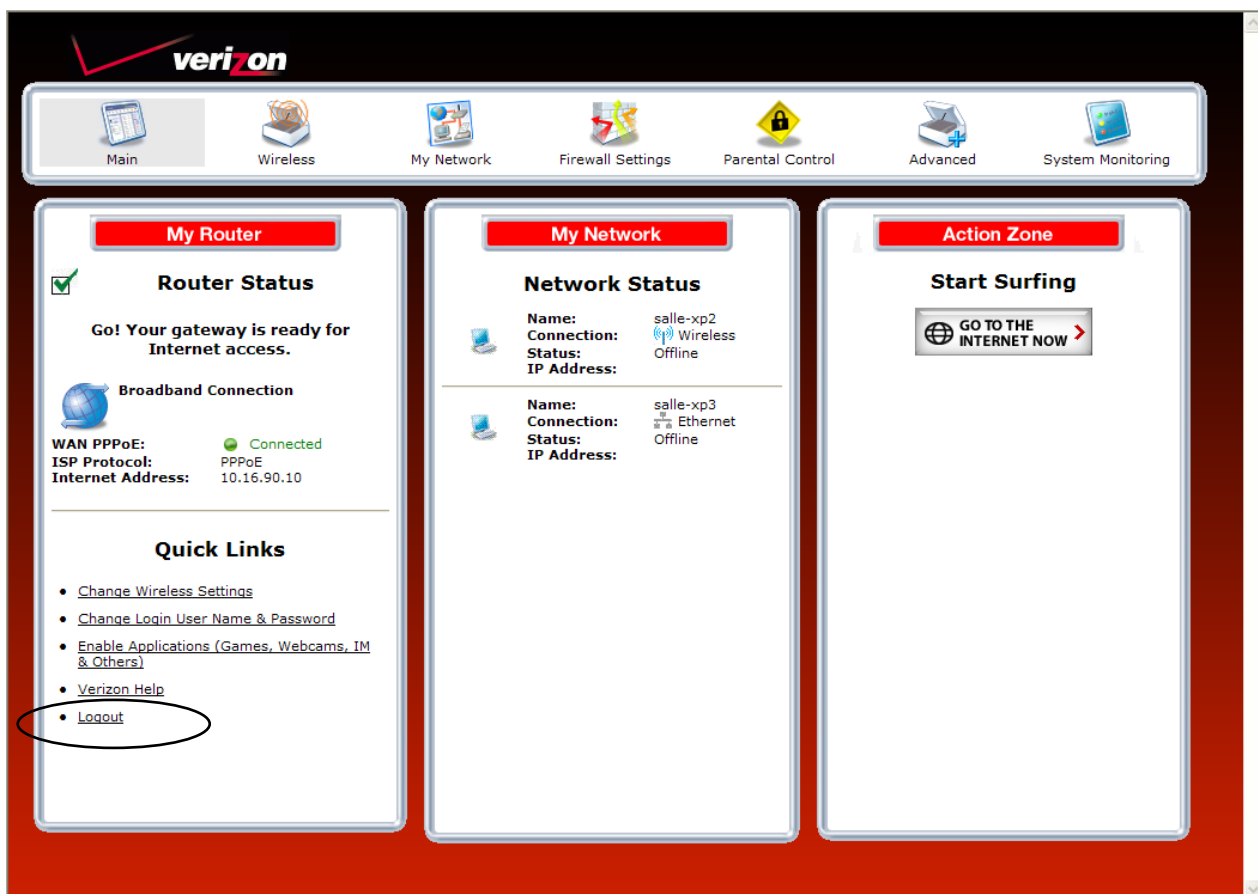 verizon
Main
Wireless
My Network
Firewall Settings
Parental Control
Advanced
System Monitoring
My Router
Router Status
Go! Your gateway is ready for
Internet access.
Broadband Connection
WAN PPPoE: Connected
ISP Protocol: PPPoE
Internet Address: 10.16.90.10
Quick Links
• Change Wireless Settings
• Change Login User Name & Password
• Enable Applications (Games, Webcams, IM
& Others)
• Verizon Help
• Logout
My Network
Network Status
Name: salle-xp2
Connection: Wireless
Status: Offline
IP Address:
Name: salle-xp3
Connection: Ethernet
Status: Offline
IP Address:
Action Zone
Start Surfing
GO TO THE
INTERNET NOW